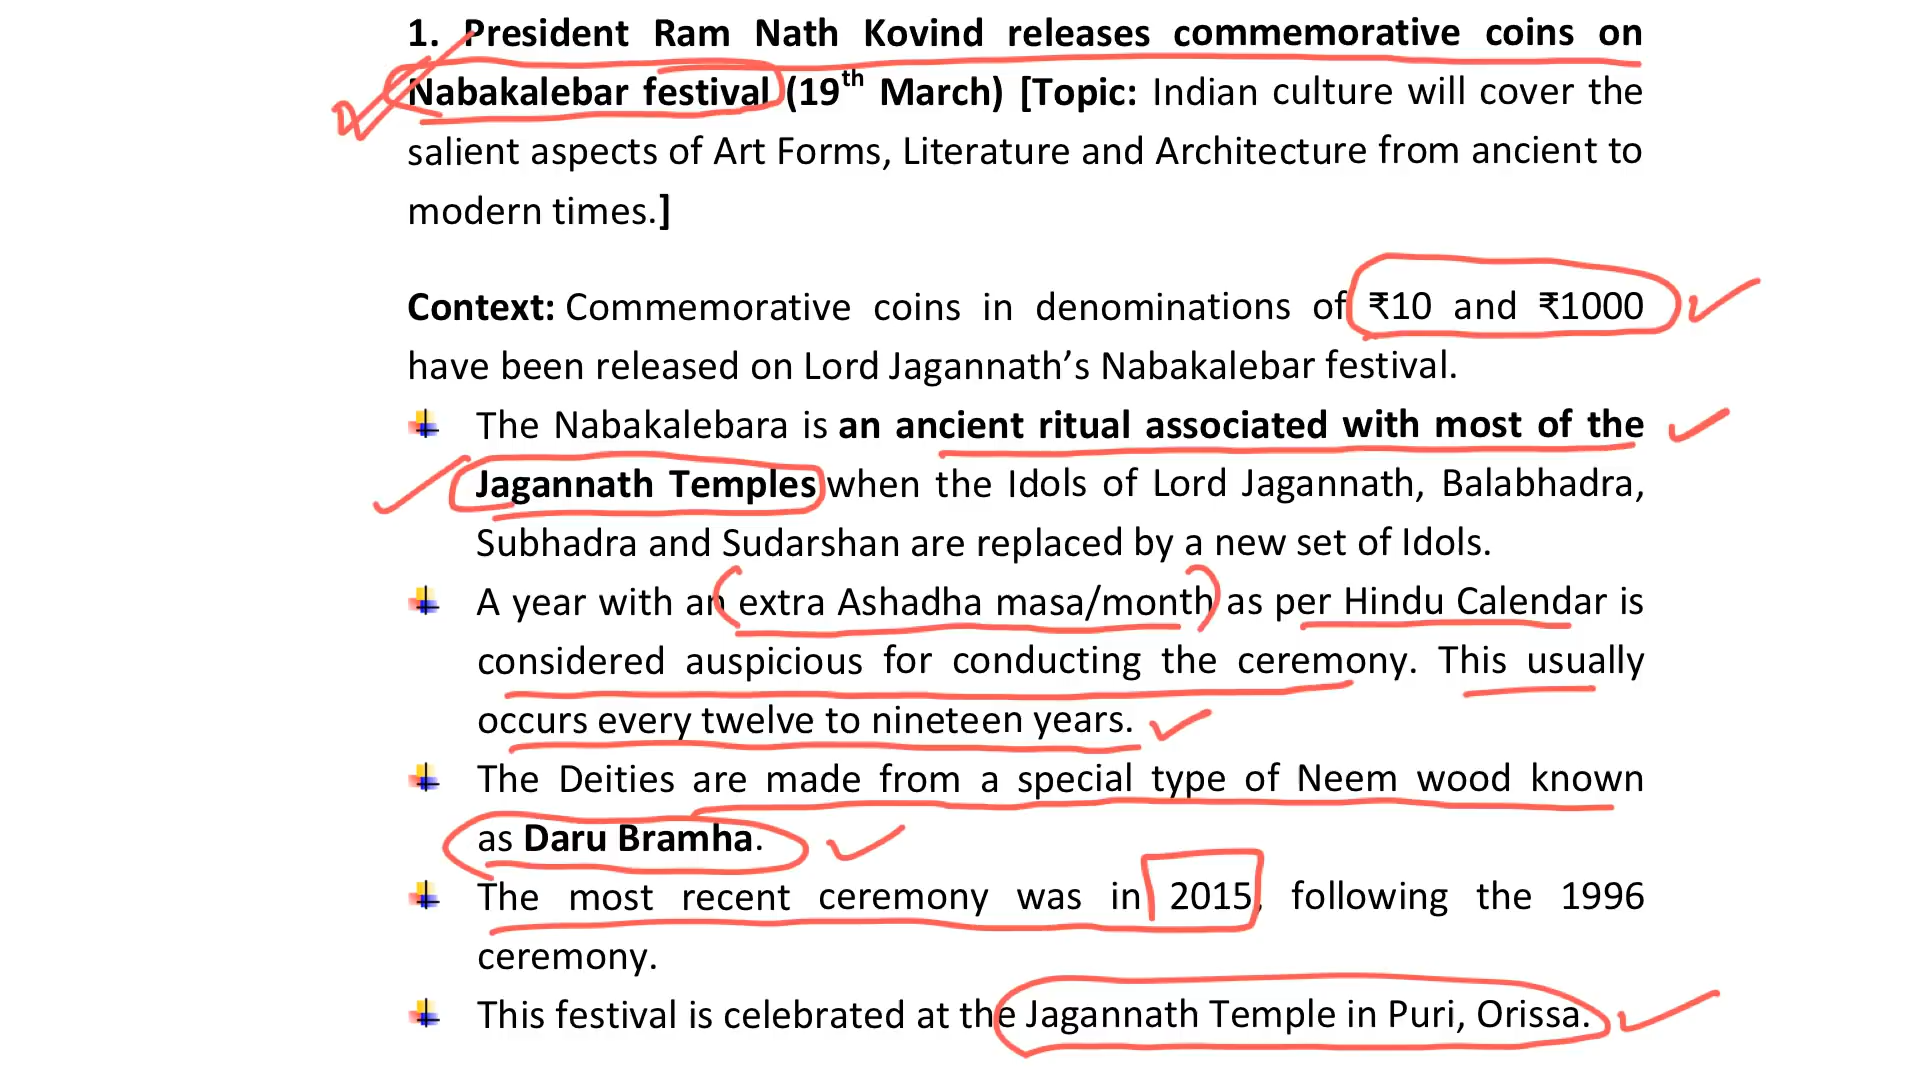 1. President Ram Nath Kovind releases commemorative coins on
Nabakalebar festival (19th March) [Topic: Indian culture will cover the
salient aspects of Art Forms, Literature and Architecture from ancient to
modern times.]
Context: Commemorative coins in denominations of ₹10 and ₹1000
have been released on Lord Jagannath’s Nabakalebar festival.
The Nabakalebara is an ancient ritual associated with most of the
Jagannath Temples when the Idols of Lord Jagannath, Balabhadra,
Subhadra and Sudarshan are replaced by a new set of Idols.
A year with an extra Ashadha masa/month as per Hindu Calendar is
considered auspicious for conducting the ceremony. This usually
occurs every twelve to nineteen years.
The Deities are made from a special type of Neem wood known
as Daru Bramha.
The most recent ceremony was in 2015, following the 1996
ceremony.
This festival is celebrated at the Jagannath Temple in Puri, Orissa.